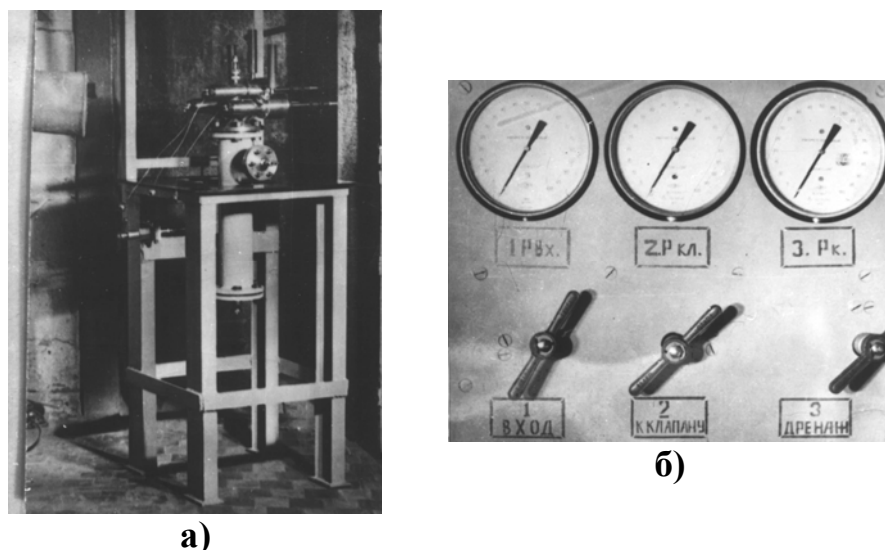 1 Рвх.
2.Р кл.
3. Рк.
1
ВХОД
2
К КЛАПАНУ
3
ДРЕНАЖ
а)
б)